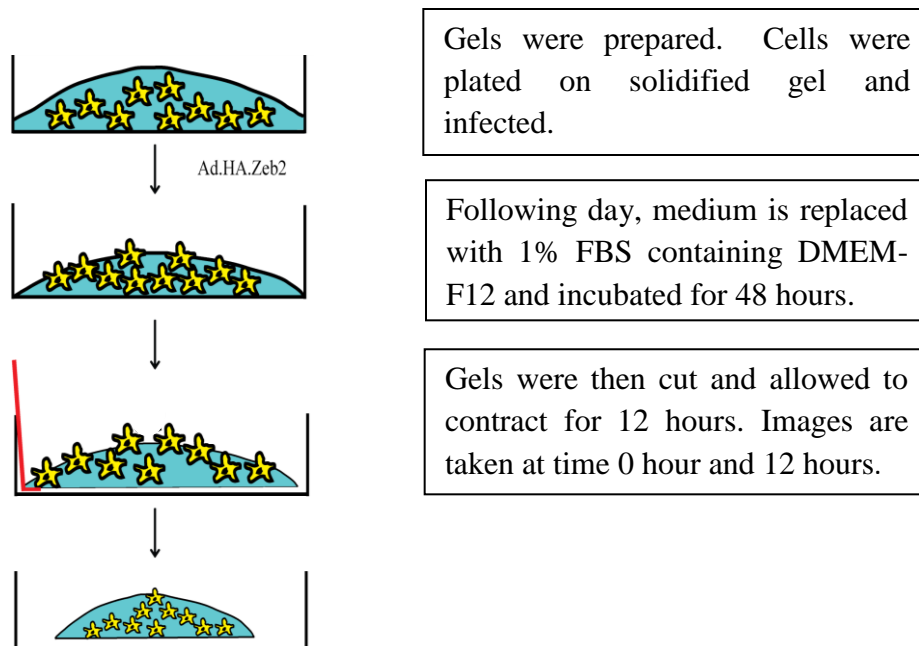 Gels were prepared. Cells were
plated on solidified gel and
infected.
Ad.HA.Zeb2
Following day, medium is replaced
with 1% FBS containing DMEM-
F12 and incubated for 48 hours.
Gels were then cut and allowed to
contract for 12 hours. Images are
taken at time 0 hour and 12 hours.